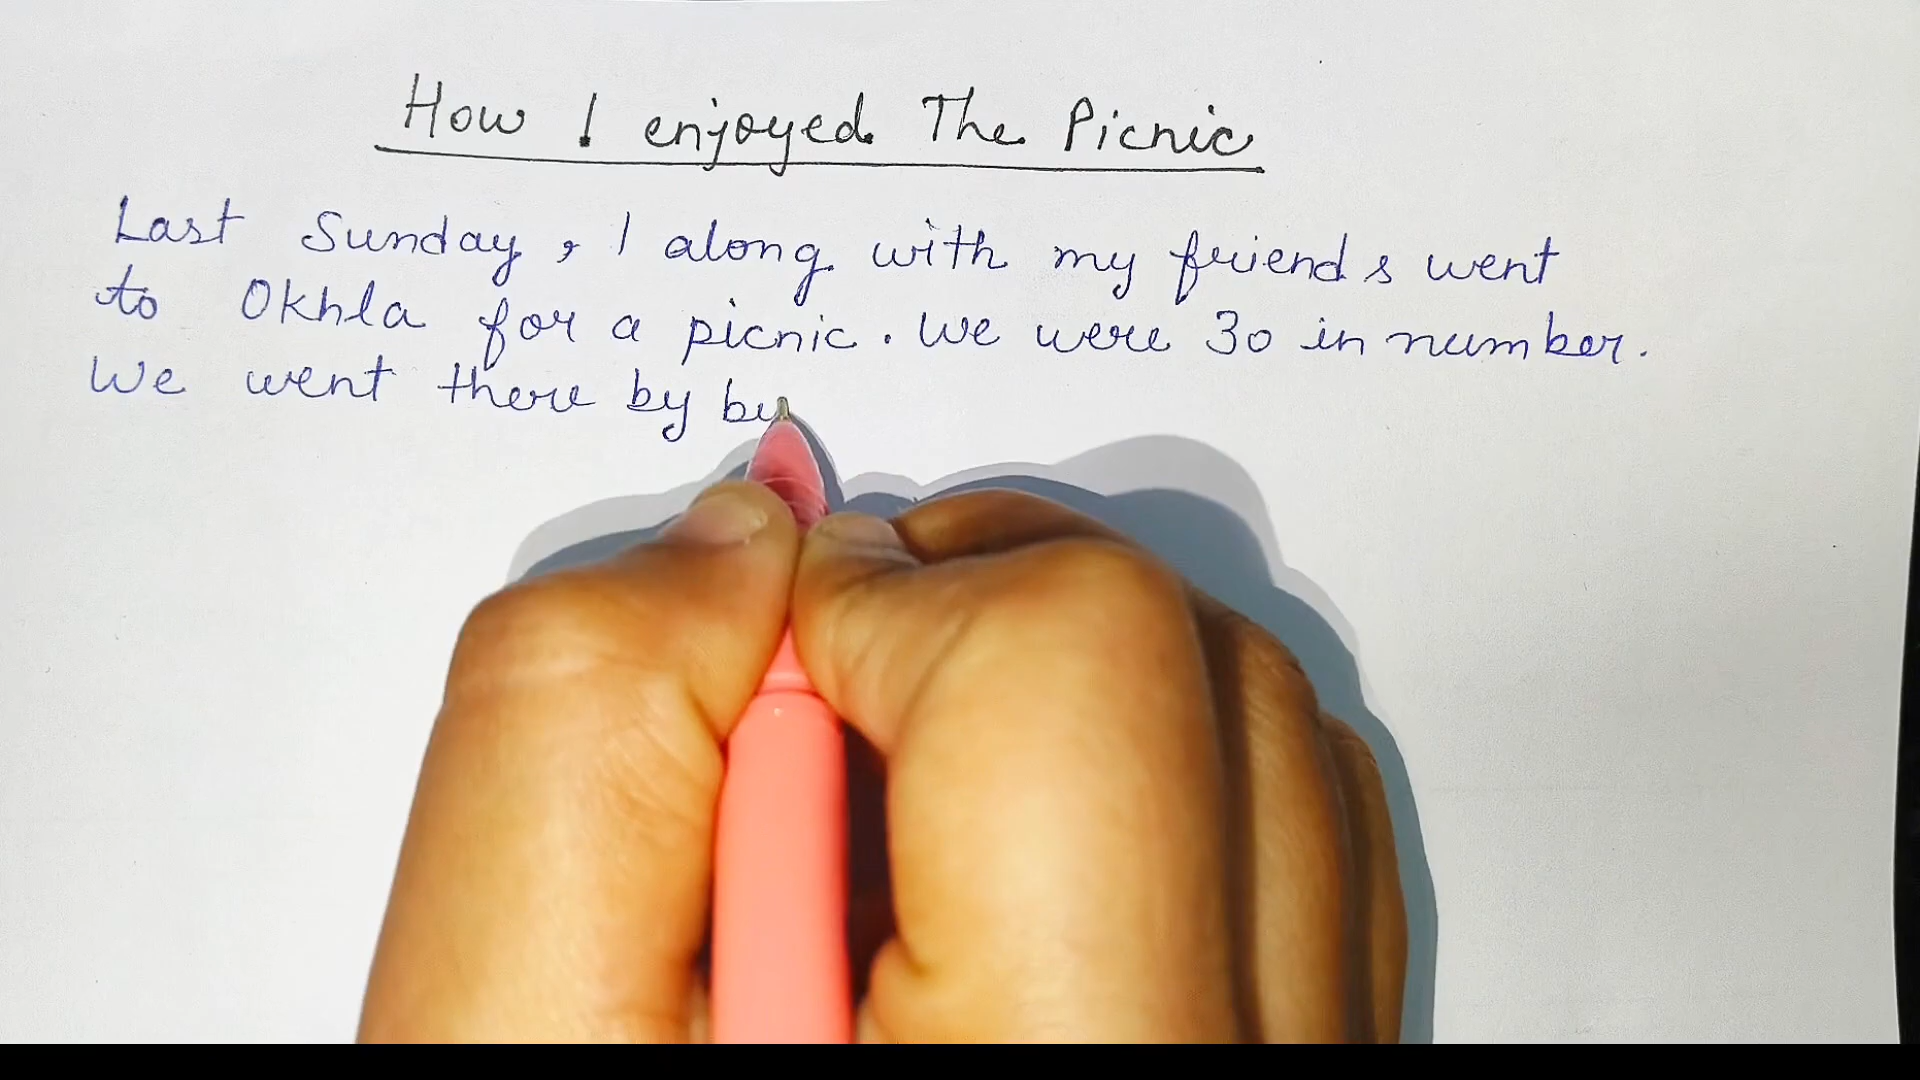 How I enjoyed The Picnic
Last Sunday, I along with my friends went
to Okhla for a picnic. We were 30 in number.
We went there by bu